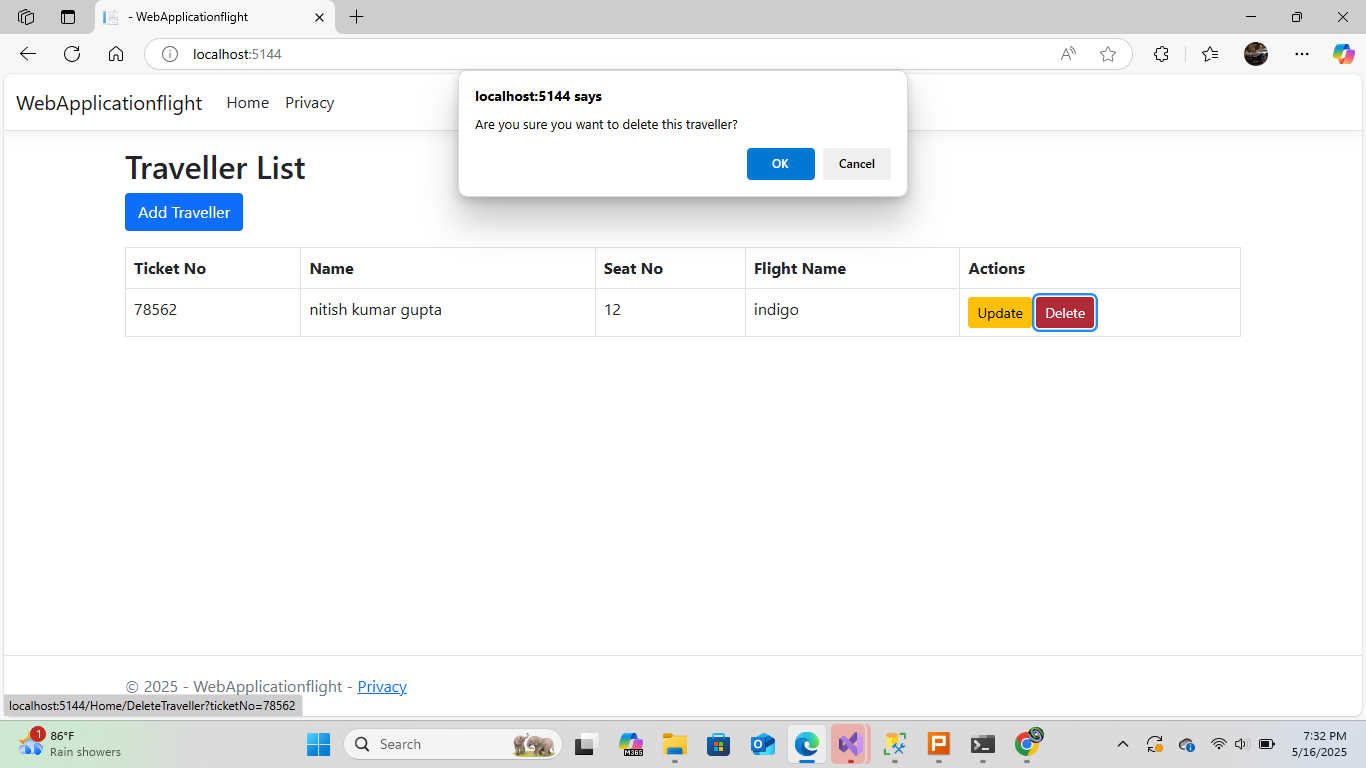 - WebApplicationflight
localhost:5144
WebApplicationflight Home Privacy
localhost:5144 says
Are you sure you want to delete this traveller?
OK Cancel
Traveller List
Add Traveller
Ticket No Name Seat No Flight Name Actions
78562 nitish kumar gupta 12 indigo Update Delete
© 2025 - WebApplicationflight - Privacy
localhost:5144/Home/DeleteTraveller?ticketNo=78562
1
86°F
Rain showers
Search
M365
7:32 PM
5/16/2025